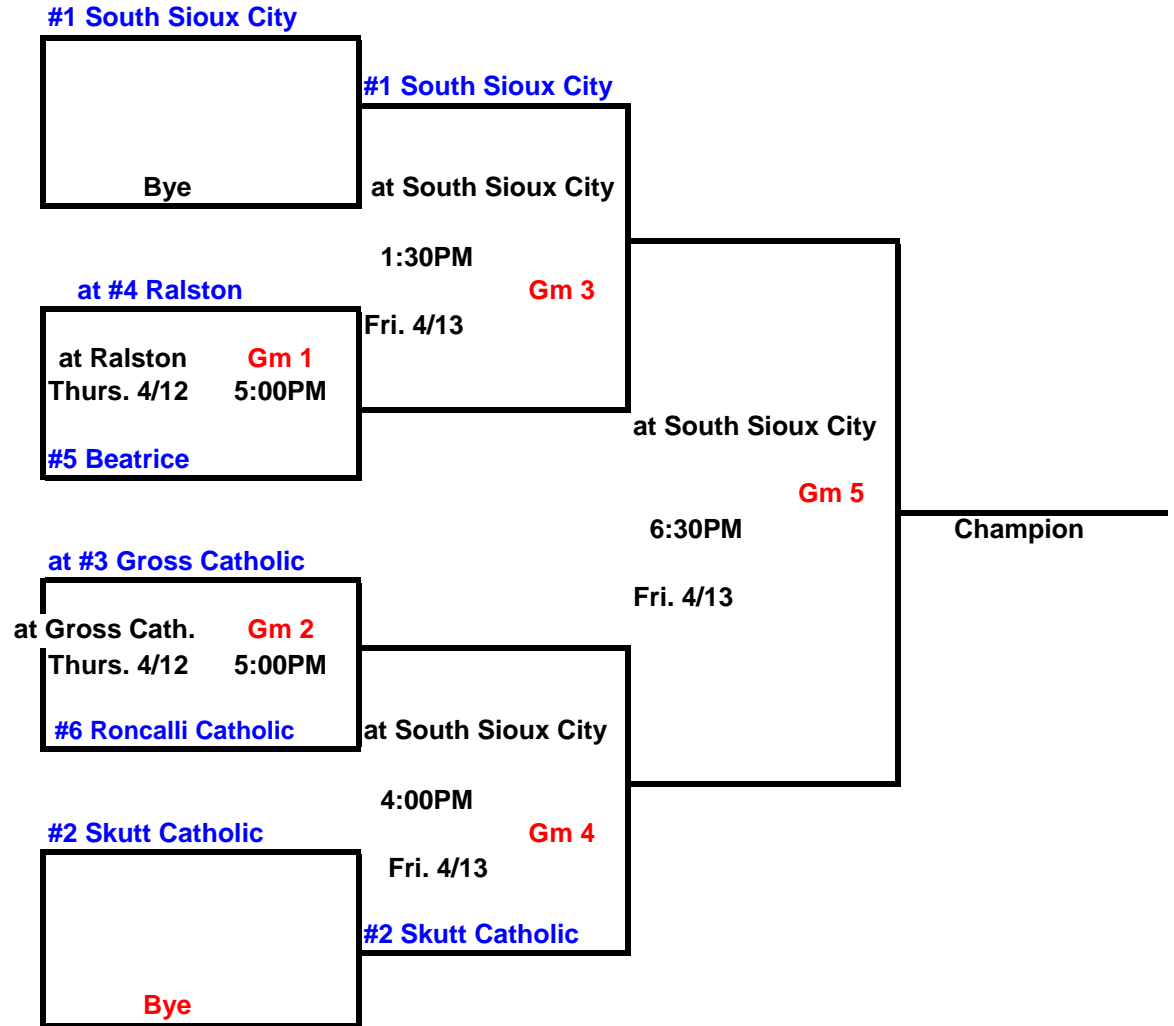 #1 South Sioux City
#1 South Sioux City
Bye
at South Sioux City
1:30PM
at #4 Ralston
Gm 3
Fri. 4/13
at Ralston Gm 1
Thurs. 4/12 5:00PM
at South Sioux City
#5 Beatrice
Gm 5
6:30PM
Champion
at #3 Gross Catholic
Fri. 4/13
at Gross Cath. Gm 2
Thurs. 4/12 5:00PM
#6 Roncalli Catholic
at South Sioux City
4:00PM
#2 Skutt Catholic
Gm 4
Fri. 4/13
#2 Skutt Catholic
Bye